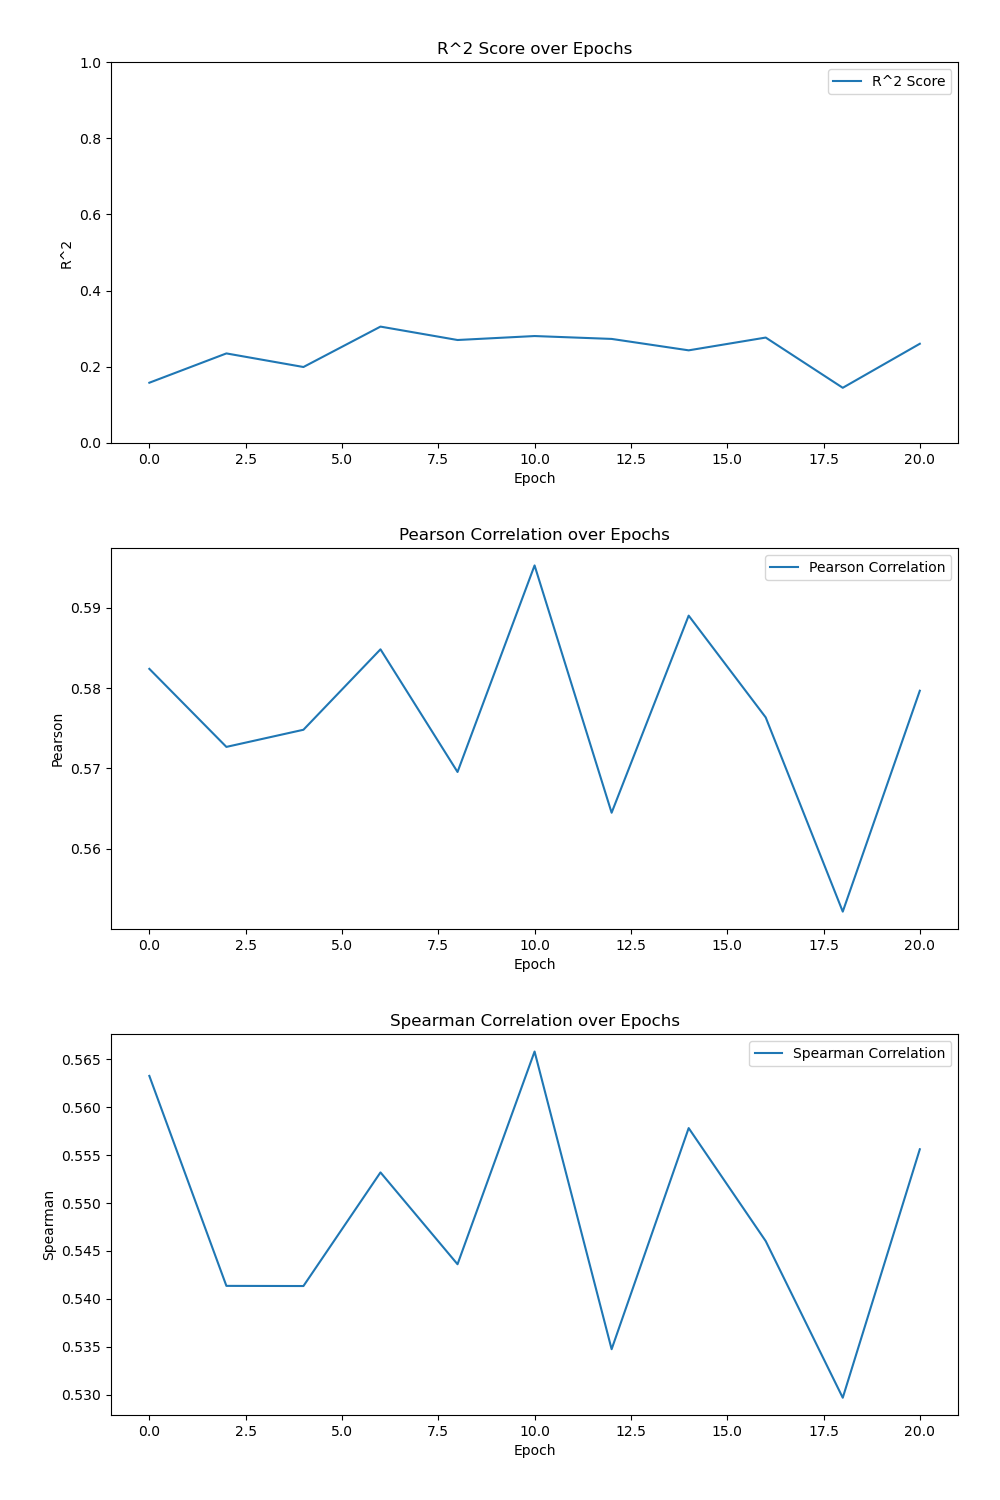 R^2 Score over Epochs
R^2 Score
1.0
0.8
0.6
0.4
0.2
0.0
R^2
0.0 2.5 5.0 7.5 10.0 12.5 15.0 17.5 20.0
Epoch
Pearson Correlation over Epochs
Pearson Correlation
0.59
0.58
0.57
0.56
Pearson
0.0 2.5 5.0 7.5 10.0 12.5 15.0 17.5 20.0
Epoch
Spearman Correlation over Epochs
Spearman Correlation
0.565
0.560
0.555
0.550
0.545
0.540
0.535
0.530
Spearman
0.0 2.5 5.0 7.5 10.0 12.5 15.0 17.5 20.0
Epoch